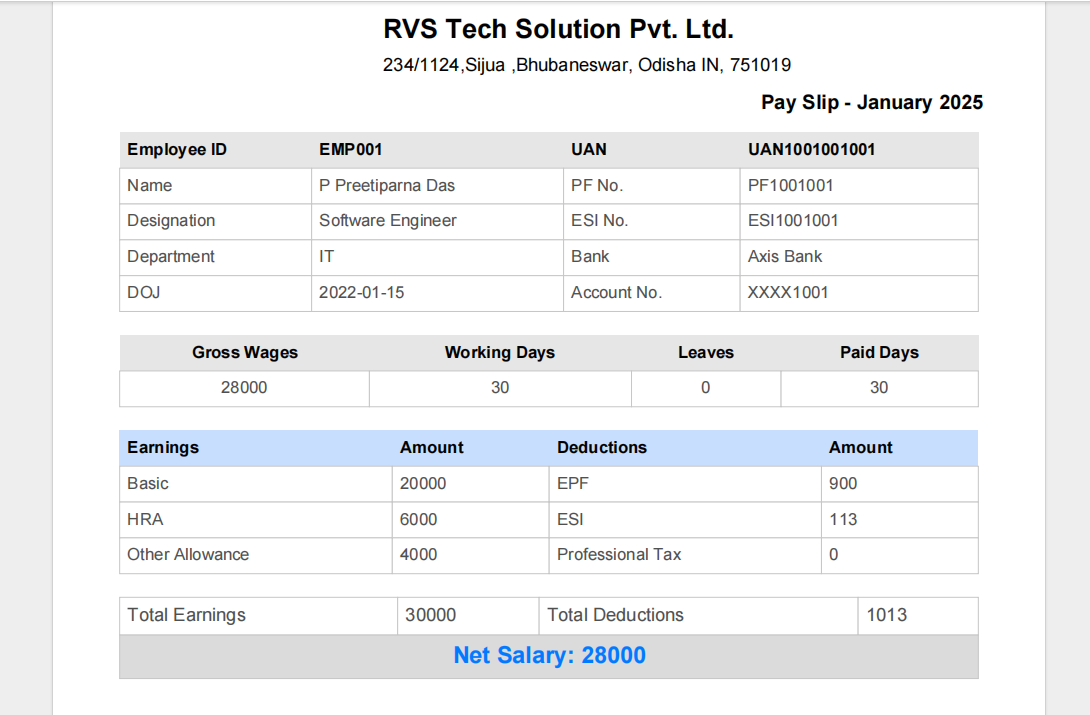 RVS Tech Solution Pvt. Ltd.
234/1124,Sijua ,Bhubaneswar, Odisha IN, 751019
Pay Slip - January 2025
Employee ID EMP001 UAN UAN1001001001
Name P Preetiparna Das PF No. PF1001001
Designation Software Engineer ESI No. ESI1001001
Department IT Bank Axis Bank
DOJ 2022-01-15 Account No. XXXX1001
Gross Wages Working Days Leaves Paid Days
28000 30 0 30
Earnings Amount Deductions Amount
Basic 20000 EPF 900
HRA 6000 ESI 113
Other Allowance 4000 Professional Tax 0
Total Earnings 30000 Total Deductions 1013
Net Salary: 28000